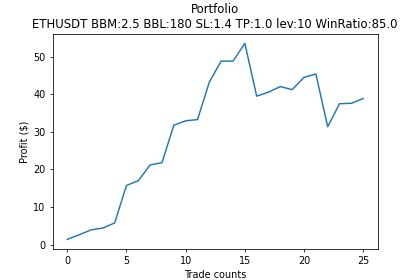 Portfolio
ETHUSDT BBM:2.5 BBL:180 SL:1.4 TP:1.0 lev:10 WinRatio:85.0
50
40
30
20
10
0
Profit ($)
0 5 10 15 20 25
Trade counts